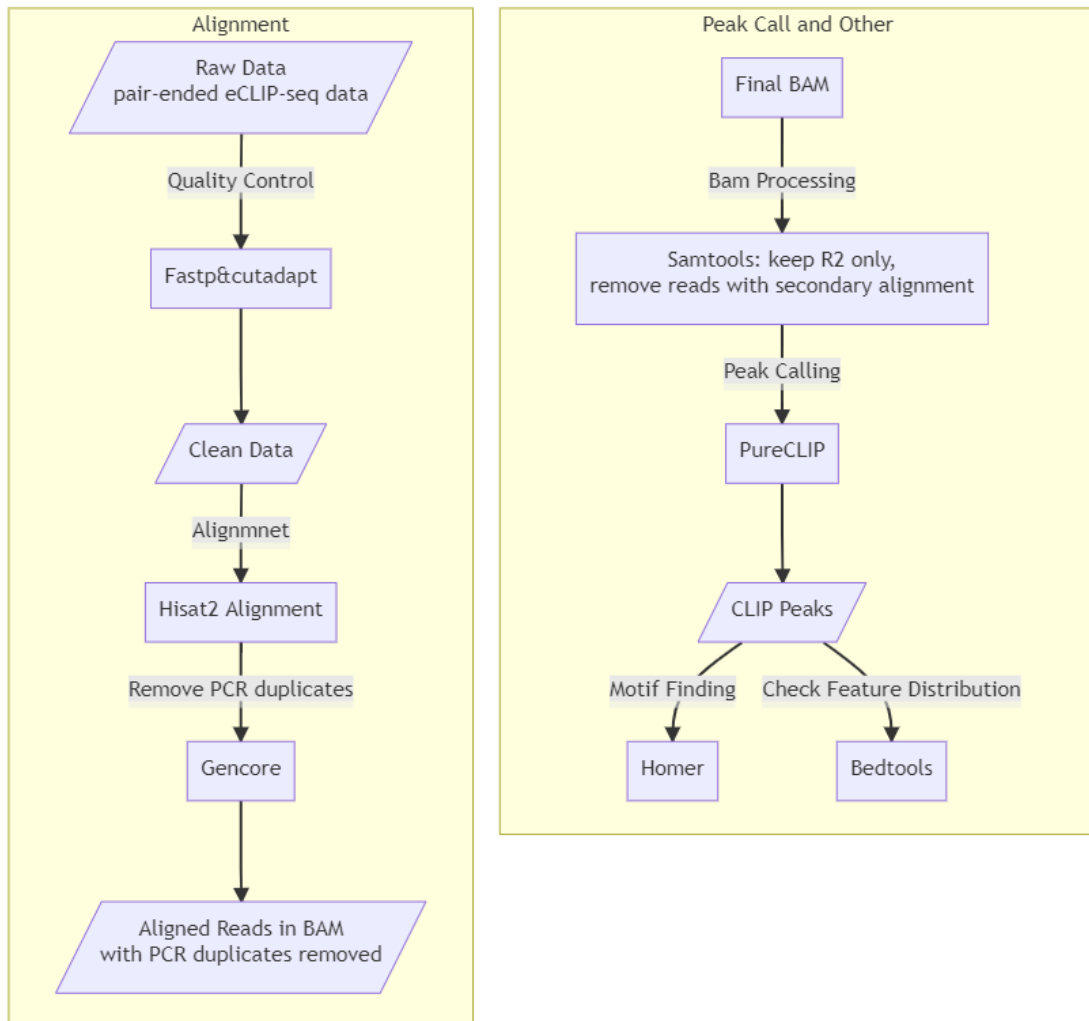 Alignment
Raw Data
pair-ended eCLIP-seq data
Quality Control
Fastp&cutadapt
Clean Data
Alignmnet
Hisat2 Alignment
Remove PCR duplicates
Gencore
Aligned Reads in BAM
with PCR duplicates removed
Peak Call and Other
Final BAM
Bam Processing
Samtools: keep R2 only,
remove reads with secondary alignment
Peak Calling
PureCLIP
CLIP Peaks
Motif Finding
Check Feature Distribution
Homer
Bedtools